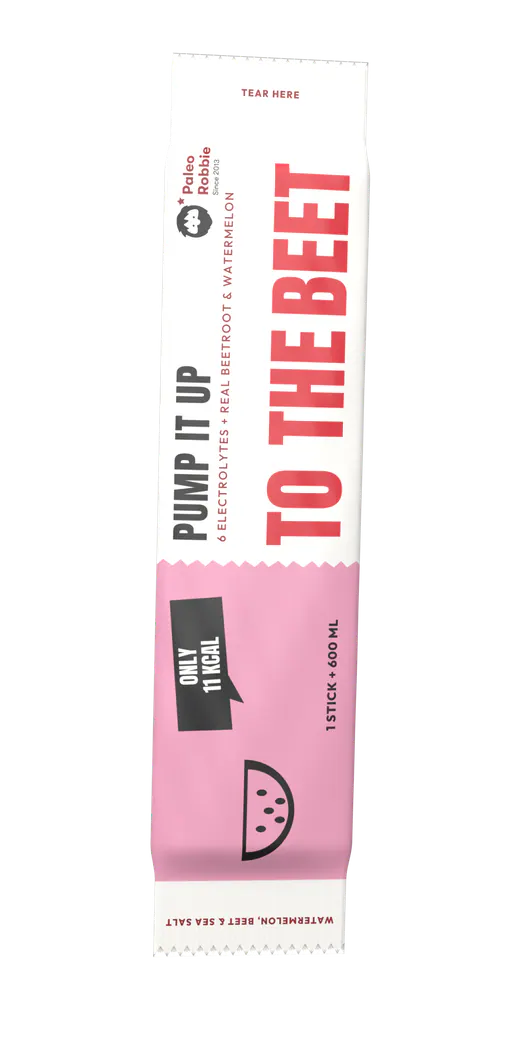 TEAR HERE
Paleo
Robbie
Since 2013
PUMP IT UP
6 ELECTROLYTES + REAL BEETROOT & WATERMELON
TO THE BEET
ONLY
11 KCAL
1 STICK + 600 ML
WATERMELON, BEET & SEA SALT